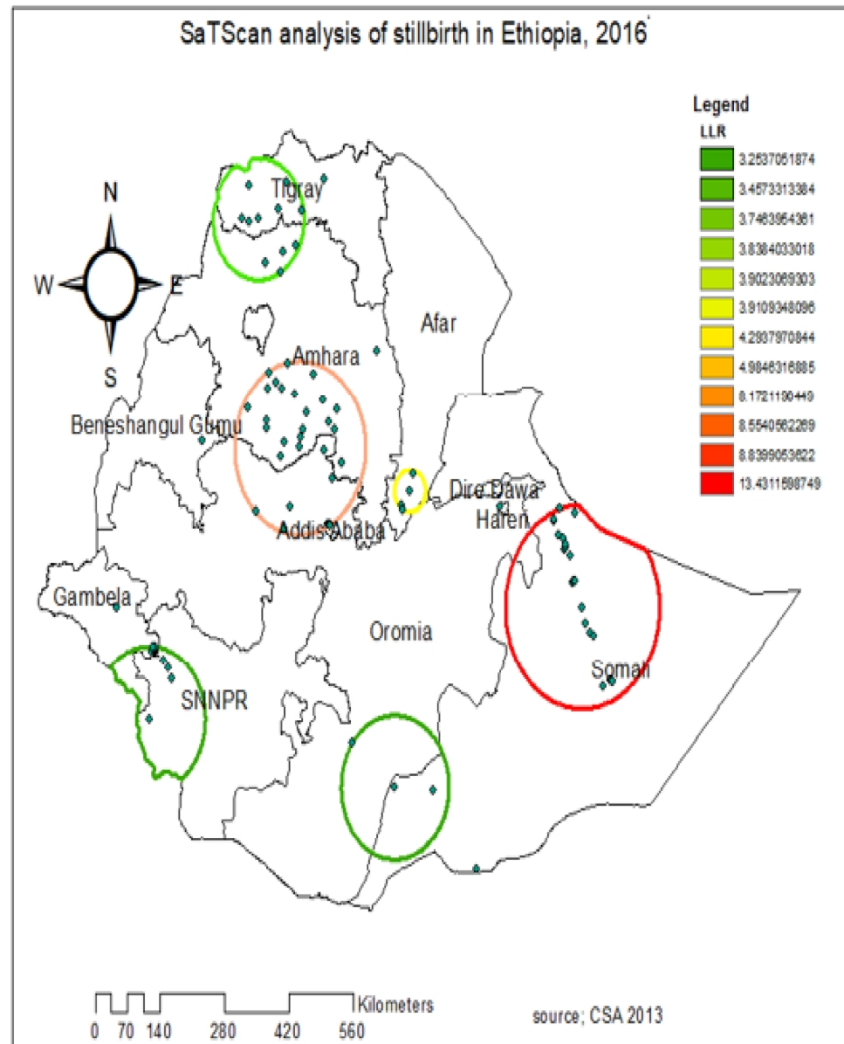 SaTScan analysis of stillbirth in Ethiopia, 2016
Legend
LLR
3.2537051874
3.4573313384
3.7463954361
3.8384033018
3.9023069303
3.9109348096
4.2937970844
4.9846316885
8.1721190449
8.5540562269
8.8399053622
13.4311598749
N
W
E
S
Tigray
Afar
Amhara
Beneshangul Gumu
Dire Dawa
Hareri
Addis Ababa
Gambela
Oromia
Somali
SNNPR
Kilometers
0 70 140 280 420 560
source; CSA 2013